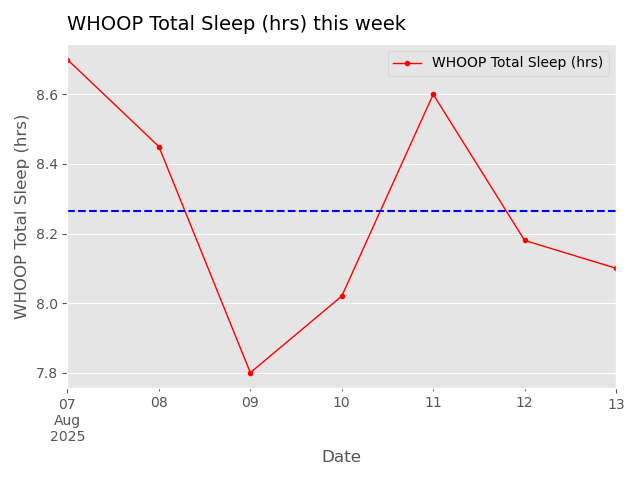 WHOOP Total Sleep (hrs) this week
WHOOP Total Sleep (hrs)
WHOOP Total Sleep (hrs)
8.6
8.4
8.2
8.0
7.8
07 08 09 10 11 12 13
Aug
2025
Date